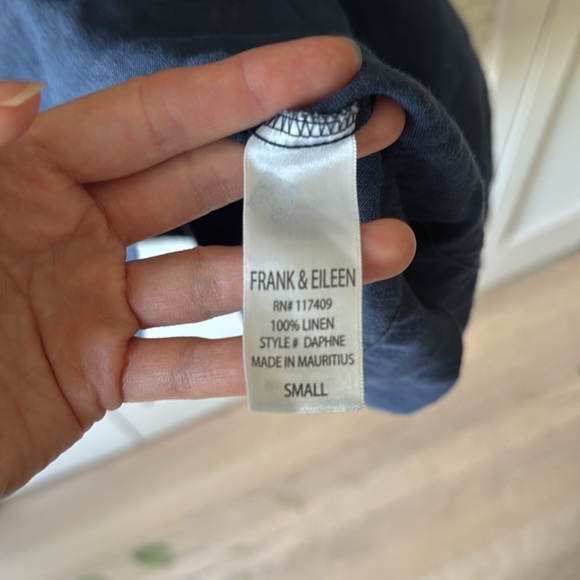 FRANK & EILEEN
RN# 117409
100% LINEN
STYLE # DAPHNE
MADE IN MAURITIUS
SMALL